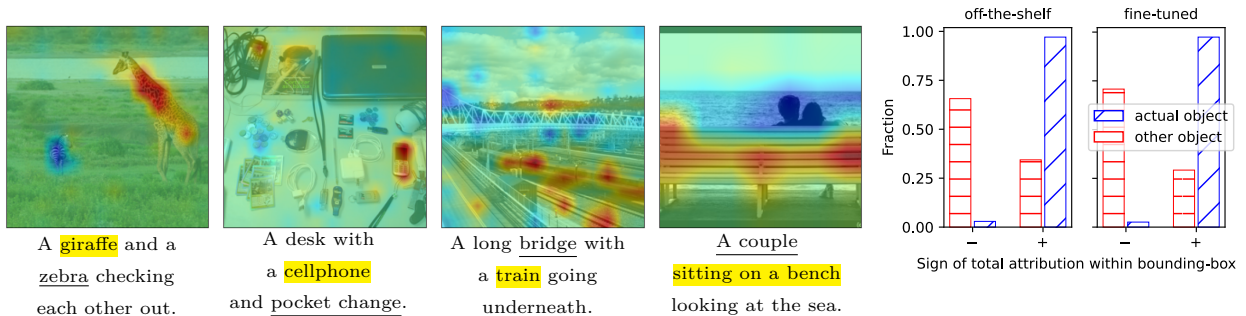 A giraffe and a
zebra checking
each other out.
A desk with
a cellphone
and pocket change.
A long bridge with
a train going
underneath.
A couple
sitting on a bench
looking at the sea.
off-the-shelf
fine-tuned
Fraction
1.00
0.75
0.50
0.25
0.00
actual object
other object
− +
− +
Sign of total attribution within bounding-box